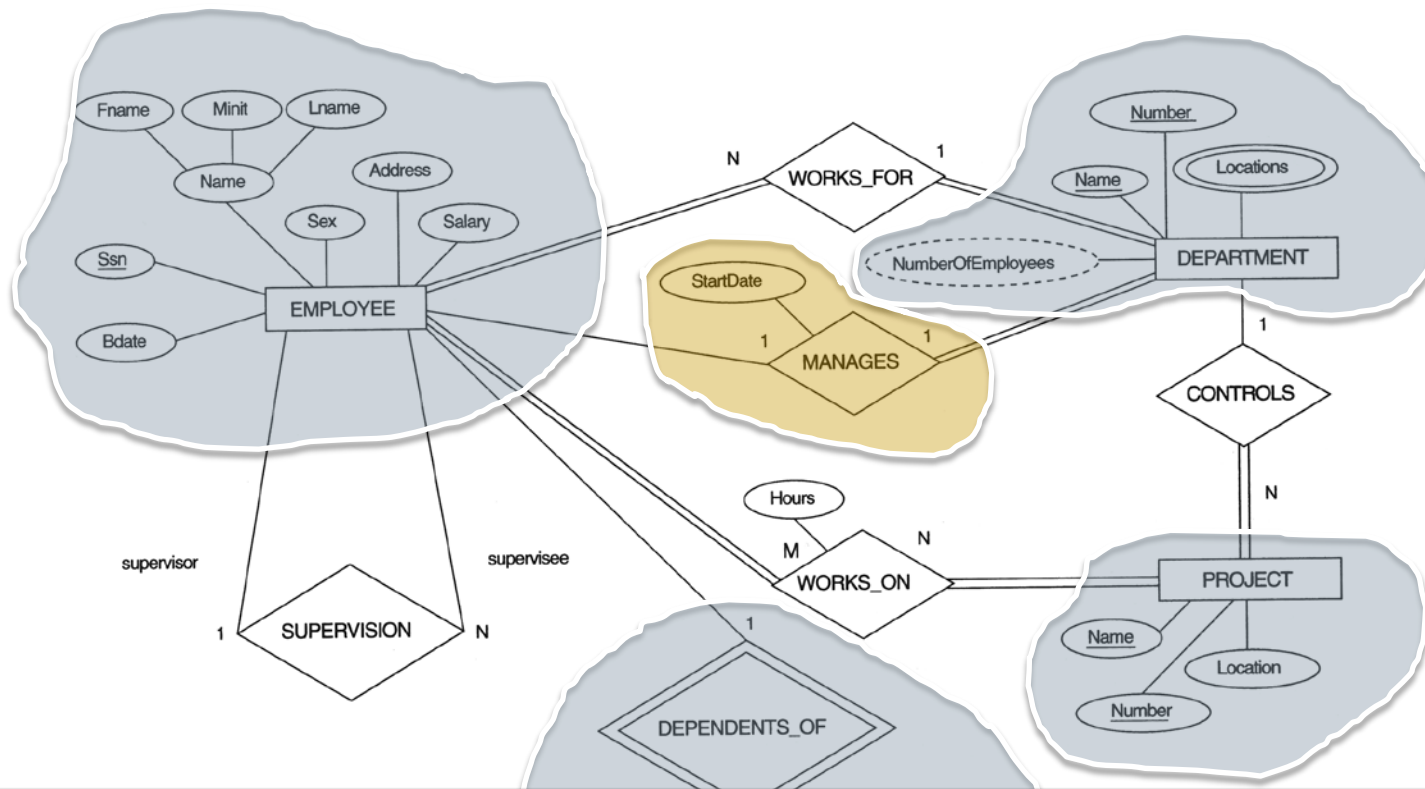 Fname
Minit
Lname
Name
Address
Sex
Salary
Ssn
Bdate
EMPLOYEE
N
WORKS_FOR
1
Number
Name
Locations
NumberOfEmployees
DEPARTMENT
StartDate
1
MANAGES
1
1
CONTROLS
N
supervisor
supervisee
1
SUPERVISION
N
Hours
M
WORKS_ON
N
PROJECT
Name
Location
Number
1
DEPENDENTS_OF